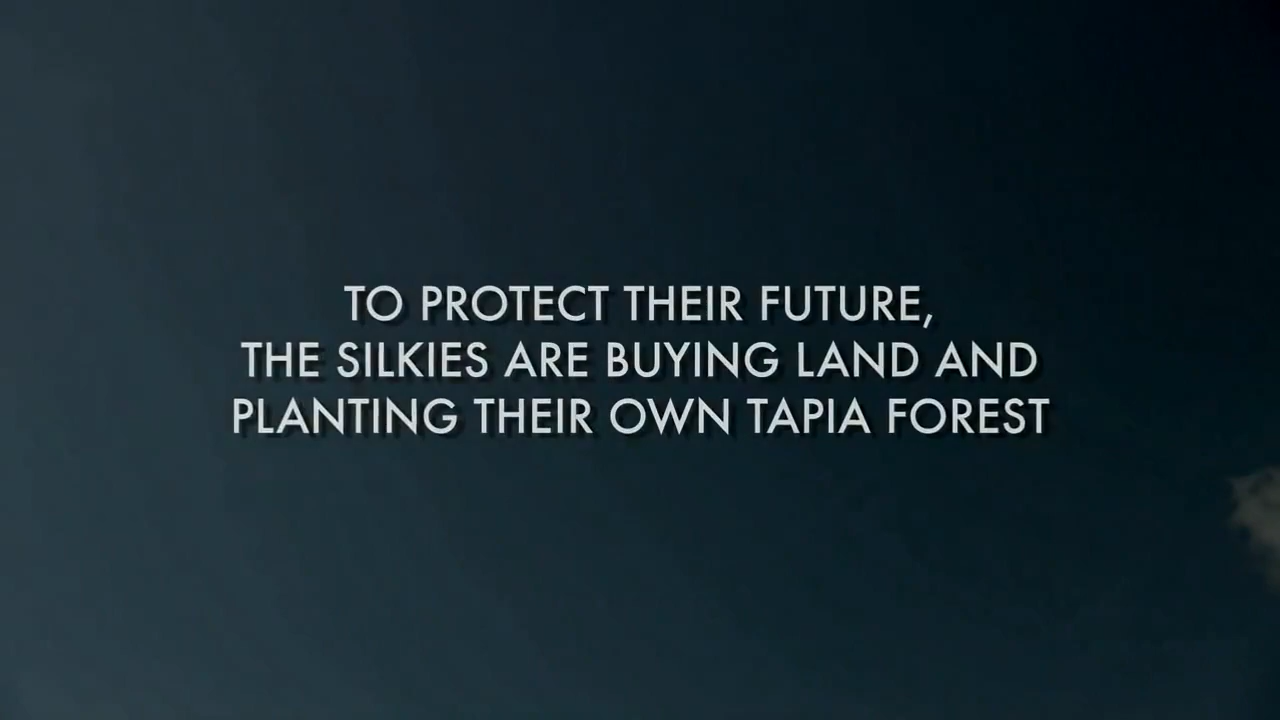 TO PROTECT THEIR FUTURE,
THE SILKIES ARE BUYING LAND AND
PLANTING THEIR OWN TAPIA FOREST